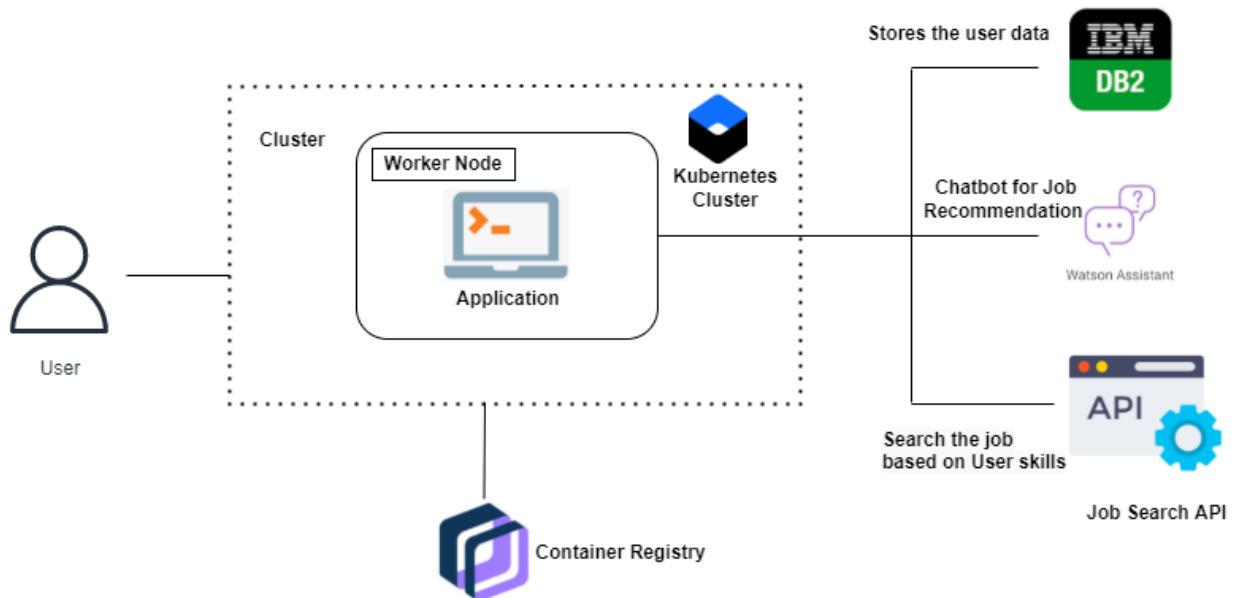 Stores the user data
IBM
DB2
Cluster
Worker Node
Kubernetes
Cluster
Application
Chatbot for Job
Recommendation
?
Watson Assistant
User
API
Search the job
based on User skills
Job Search API
Container Registry